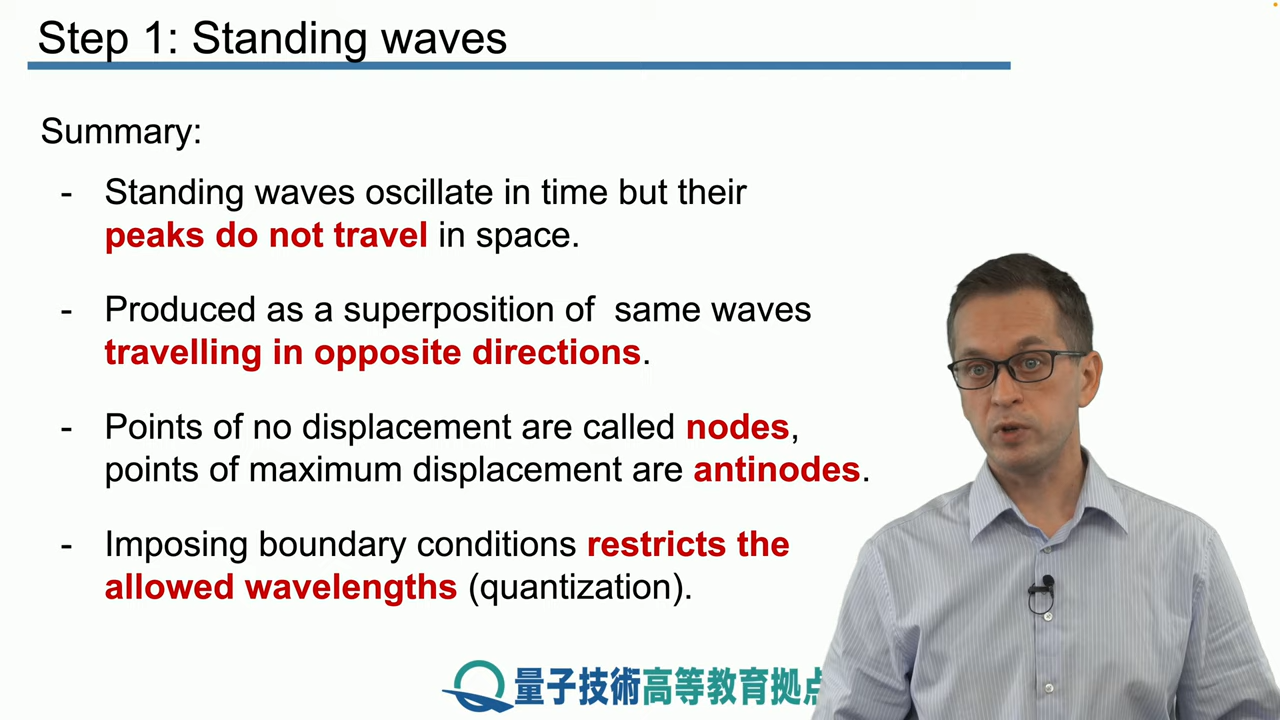 Step 1: Standing waves
Summary:
- Standing waves oscillate in time but their
peaks do not travel in space.
- Produced as a superposition of same waves
travelling in opposite directions.
- Points of no displacement are called nodes,
points of maximum displacement are antinodes.
- Imposing boundary conditions restricts the
allowed wavelengths (quantization).
量子技術高等教育拠点